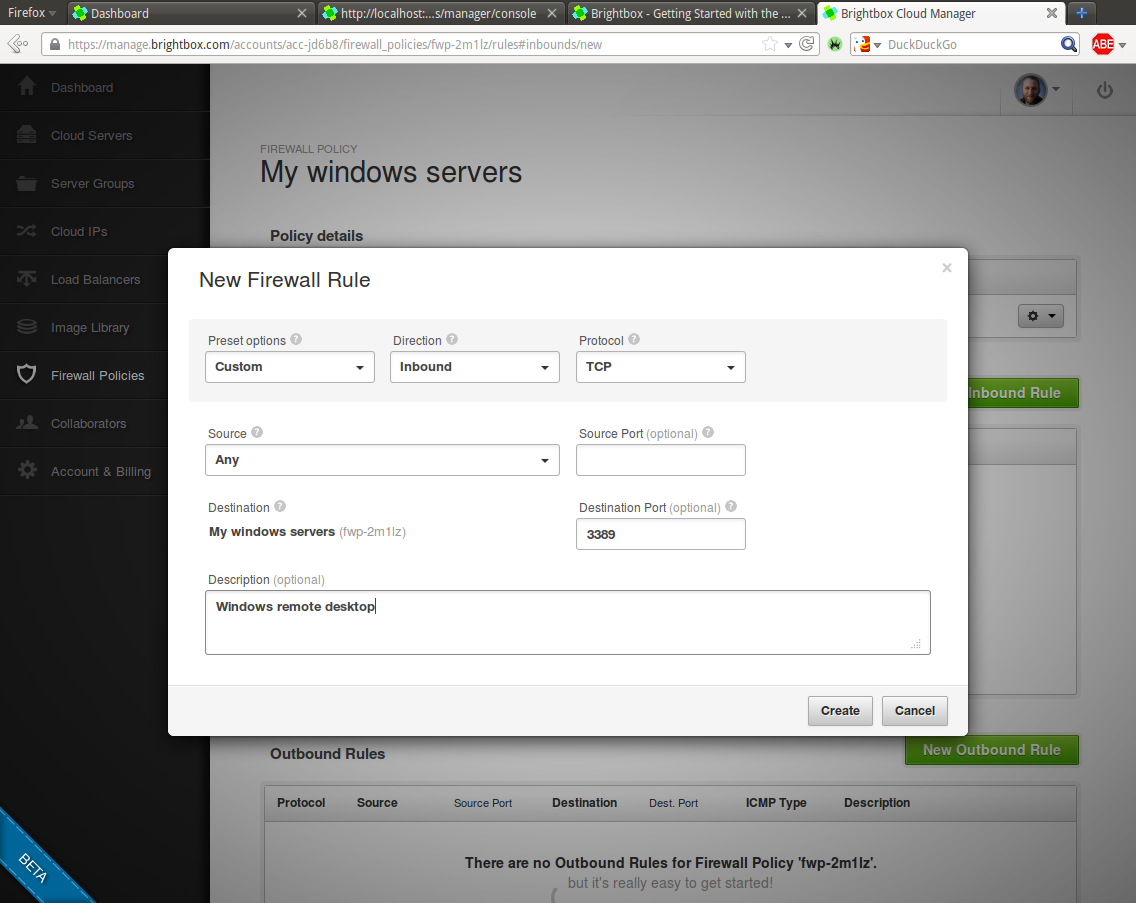 Firefox
Dashboard
http://localhost:...s/manager/console
Brightbox - Getting Started with the ...
Brightbox Cloud Manager
https://manage.brightbox.com/accounts/acc-jd6b8/firewall_policies/fwp-2m1lz/rules#inbounds/new
DuckDuckGo
ABE
Dashboard
Cloud Servers
Server Groups
Cloud IPs
Load Balancers
Image Library
Firewall Policies
Collaborators
Account & Billing
FIREWALL POLICY
My windows servers
Policy details
New Firewall Rule
Preset options
Direction
Protocol
Custom
Inbound
TCP
Inbound Rule
Source
Source Port (optional)
Any
Destination
Destination Port (optional)
My windows servers (fwp-2m1lz)
3389
Description (optional)
Windows remote desktop
Create
Cancel
Outbound Rules
New Outbound Rule
Protocol Source Source Port Destination Dest. Port ICMP Type Description
There are no Outbound Rules for Firewall Policy 'fwp-2m1lz'.
but it's really easy to get started!
BETA